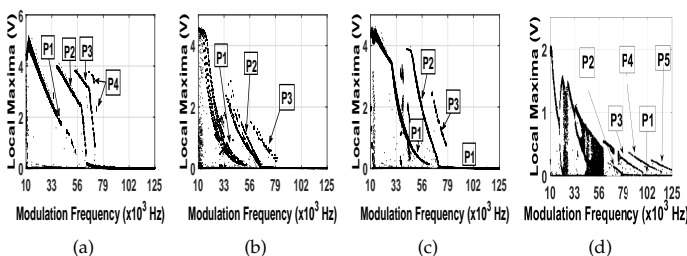 6
4
2
0
Local Maxima (V)
P1 P2 P3
P4
10 33 56 79 102 125
Modulation Frequency (x10³ Hz)
(a)
4
2
0
Local Maxima (V)
P1
P2
P3
10 33 56 79 102 125
Modulation Frequency (x10³ Hz)
(b)
4
2
0
Local Maxima (V)
P2
P3
P1
P1
10 33 56 79 102 125
Modulation Frequency (x10³ Hz)
(c)
2
1
0
Local Maxima (V)
P2 P4 P5
P3 P1
10 33 56 79 102 125
Modulation Frequency (x10³ Hz)
(d)